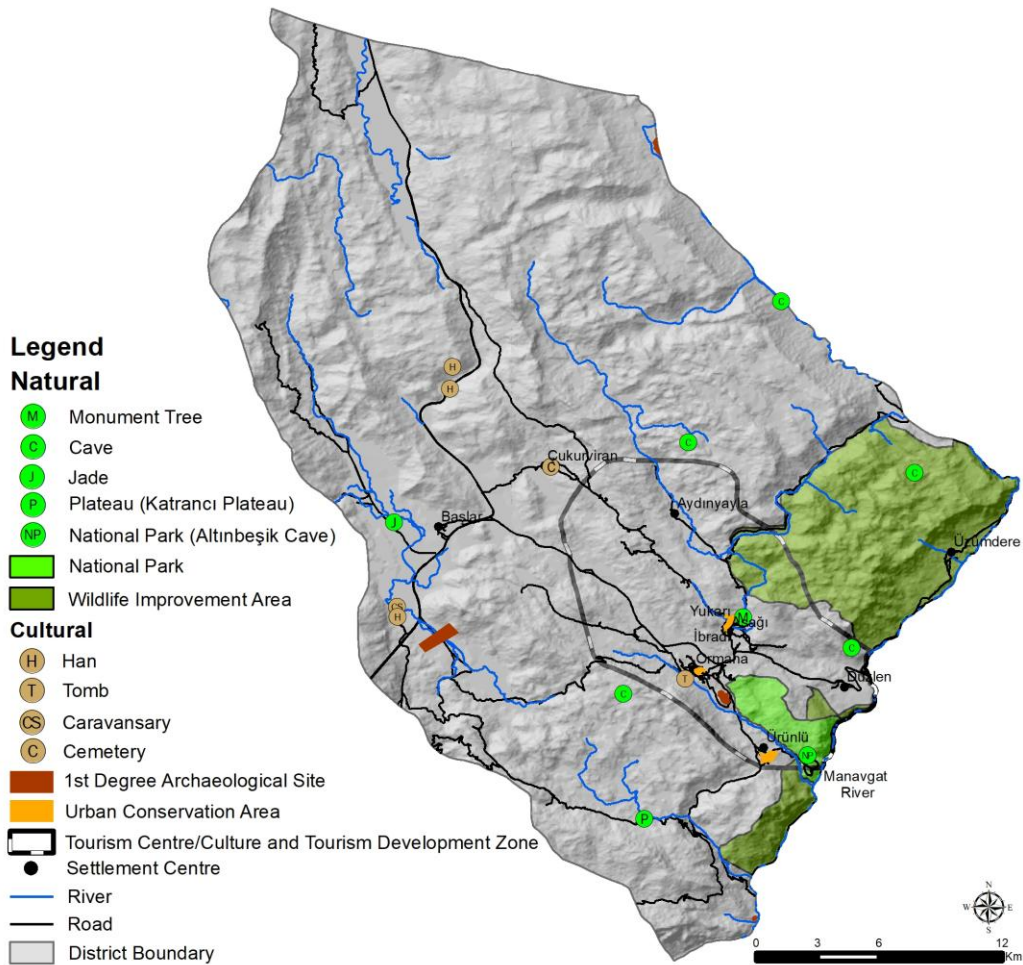 Legend
Natural
M Monument Tree
C Cave
J Jade
P Plateau (Katrancı Plateau)
NP National Park (Altınbeşik Cave)
National Park
Wildlife Improvement Area
Cultural
H Han
T Tomb
CS Caravansary
C Cemetery
1st Degree Archaeological Site
Urban Conservation Area
Tourism Centre/Culture and Tourism Development Zone
Settlement Centre
River
Road
District Boundary
C
H
H
C
Cukurviran
C
C
Aydınyayla
J
Başlar
Üzümdere
CS
H
Yukarı
M
Aşağı
İbradı
C
Ormana
T
C
Düzlen
Ürünlü
NP
Manavgat
River
P
N
W E
S
0 3 6 12
Km